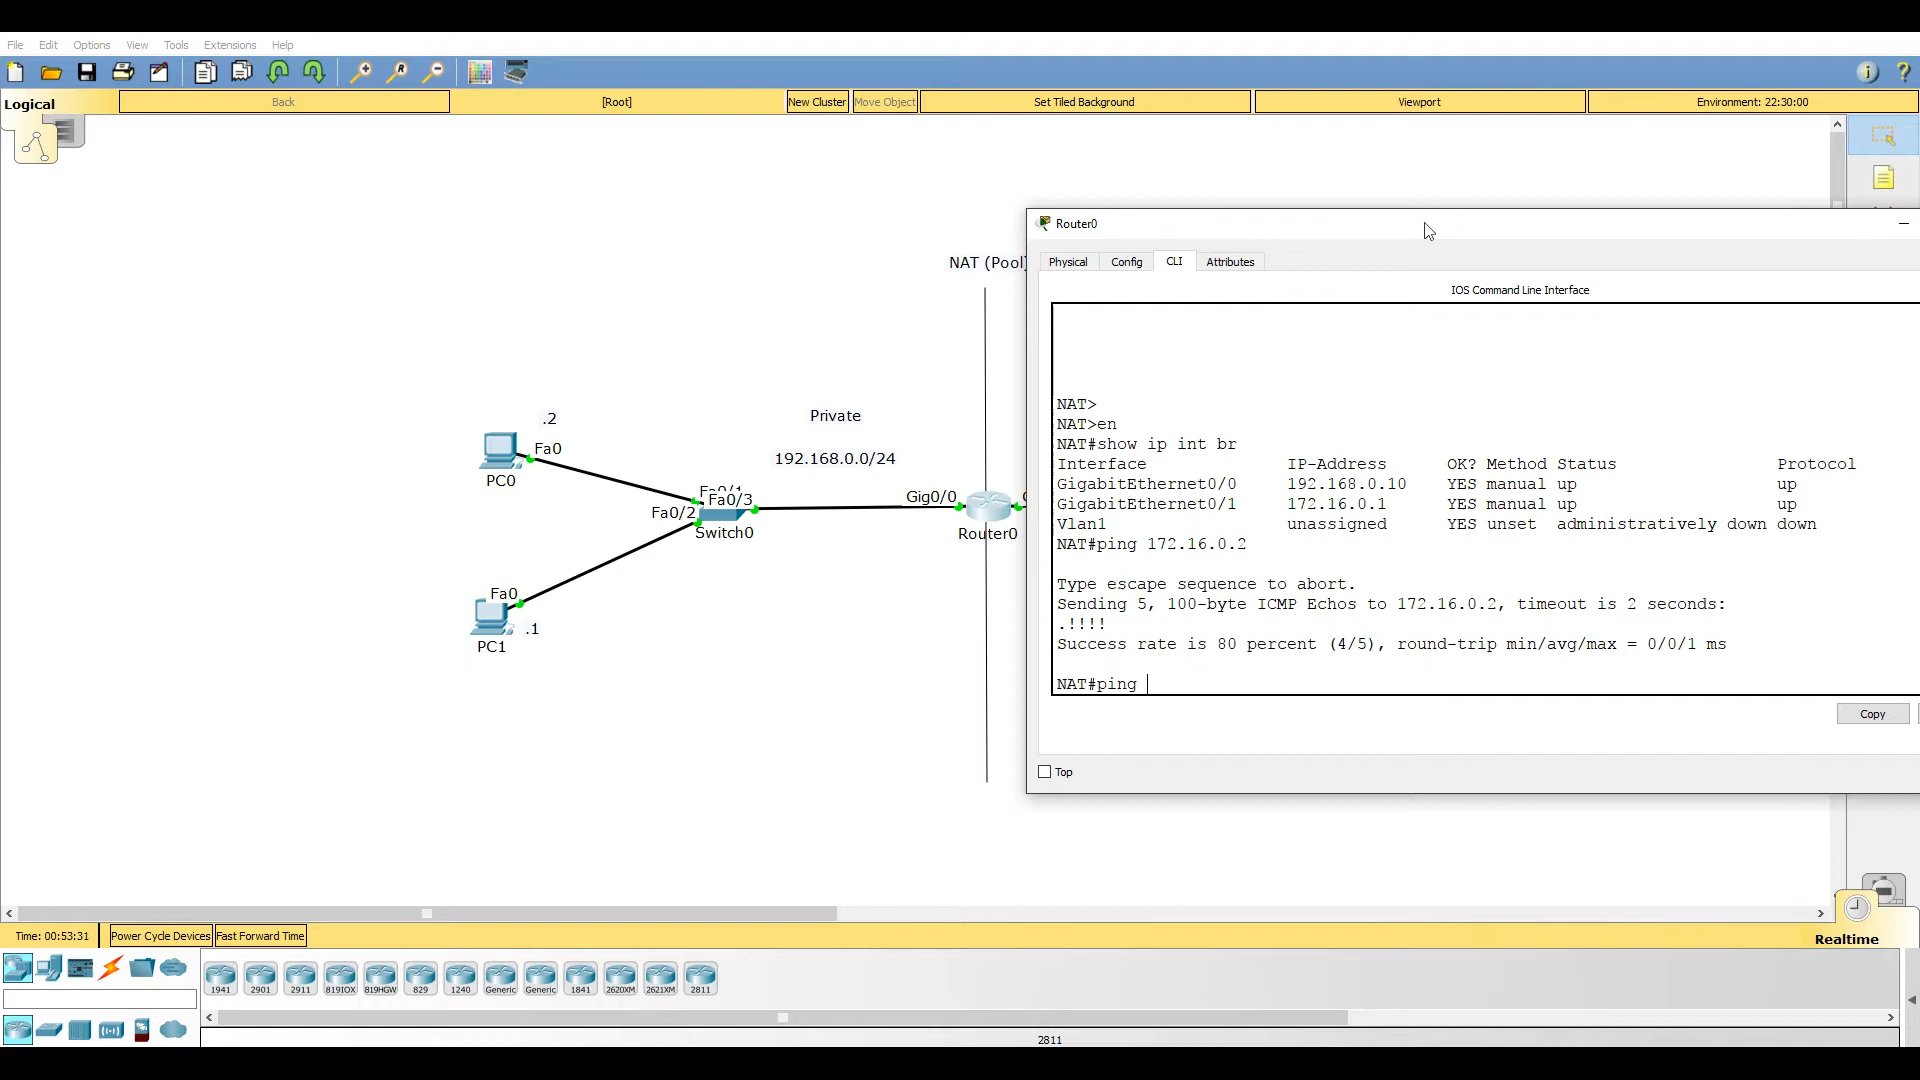 File Edit Options View Tools Extensions Help
Logical Back [Root] New Cluster Move Object Set Tiled Background Viewport Environment: 22:30:00
Router0
Physical Config CLI Attributes
IOS Command Line Interface
NAT>
NAT>en
NAT#show ip int br
Interface IP-Address OK? Method Status Protocol
GigabitEthernet0/0 192.168.0.10 YES manual up up
GigabitEthernet0/1 172.16.0.1 YES manual up up
Vlan1 unassigned YES unset administratively down down
NAT#ping 172.16.0.2
Type escape sequence to abort.
Sending 5, 100-byte ICMP Echos to 172.16.0.2, timeout is 2 seconds:
.!!!!
Success rate is 80 percent (4/5), round-trip min/avg/max = 0/0/1 ms
NAT#ping
Copy
Top
NAT (Pool)
Private
192.168.0.0/24
.2
Fa0
PC0
Fa0/3
Fa0/2
Switch0
Gig0/0
Router0
Fa0
.1
PC1
Time: 00:53:31 Power Cycle Devices Fast Forward Time
Realtime
1941 2901 2911 819IOX 819HGW 829 1240 Generic Generic 1841 2620XM 2621XM 2811
2811